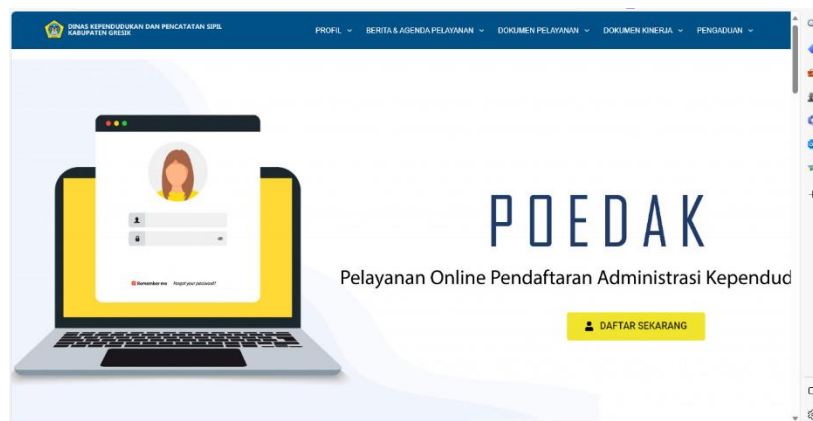 DINAS KEPENDUDUKAN DAN PENCATATAN SIPIL
KABUPATEN GRESIK
PROFIL
BERITA & AGENDA PELAYANAN
DOKUMEN PELAYANAN
DOKUMEN KINERJA
PENGADUAN
Remember me
Forgot your password?
POEDAK
Pelayanan Online Pendaftaran Administrasi Kependud
DAFTAR SEKARANG